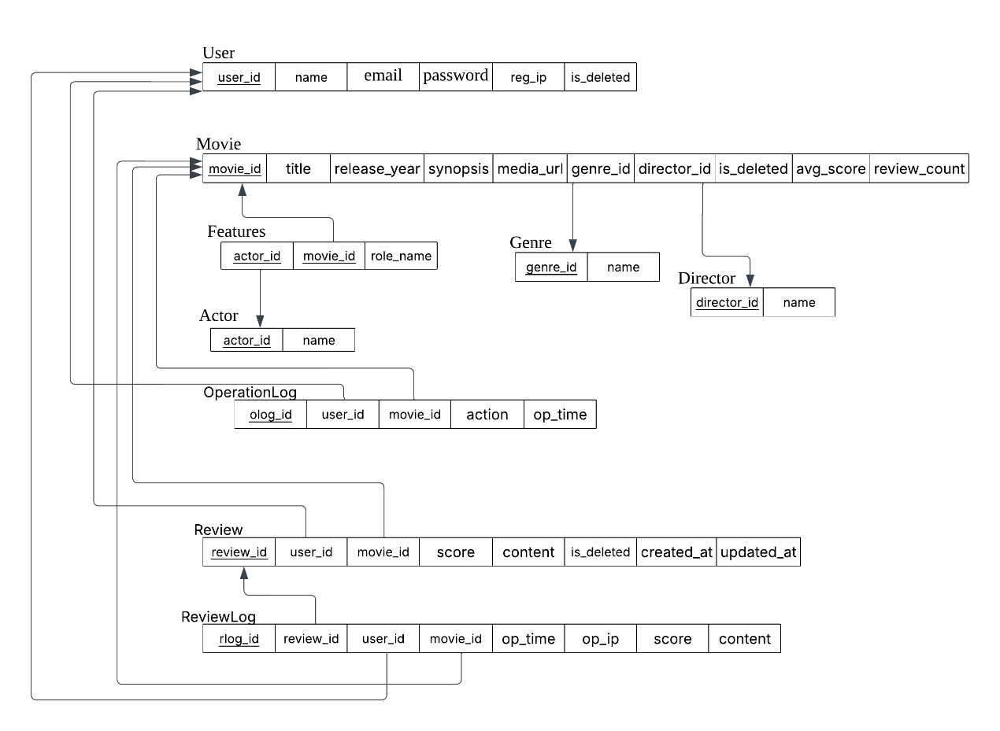 User
user_id name email password reg_ip is_deleted
Movie
movie_id title release_year synopsis media_url genre_id director_id is_deleted avg_score review_count
Features
actor_id movie_id role_name
Genre
genre_id name
Director
director_id name
Actor
actor_id name
OperationLog
olog_id user_id movie_id action op_time
Review
review_id user_id movie_id score content is_deleted created_at updated_at
ReviewLog
rlog_id review_id user_id movie_id op_time op_ip score content